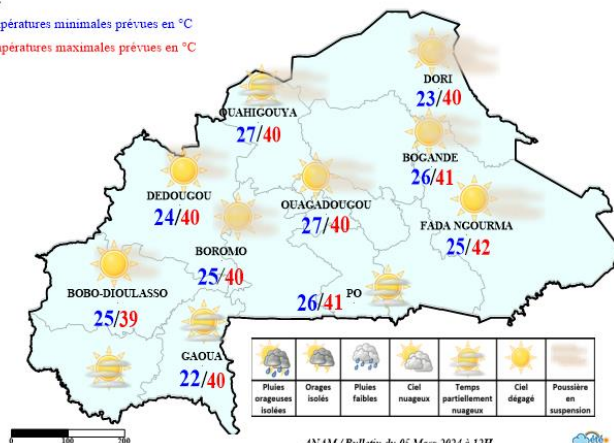 pératures minimales prévues en °C
pératures maximales prévues en °C
DORI
23/40
OUAHIGOUYA
27/40
BOGANDE
26/41
DEDOUGOU
24/40
OUAGADOUGOU
27/40
FADA NGOURMA
25/42
BOROMO
25/40
BOBO-DIOULASSO
25/39
PO
26/41
GAOUA
22/40
Pluies orageuses isolées
Orages isolés
Pluies faibles
Ciel nuageux
Temps partiellement nuageux
Ciel dégagé
Poussière en suspension
0 100 200
ANAM / Bulletin du 05 Mars 2024 à 12H